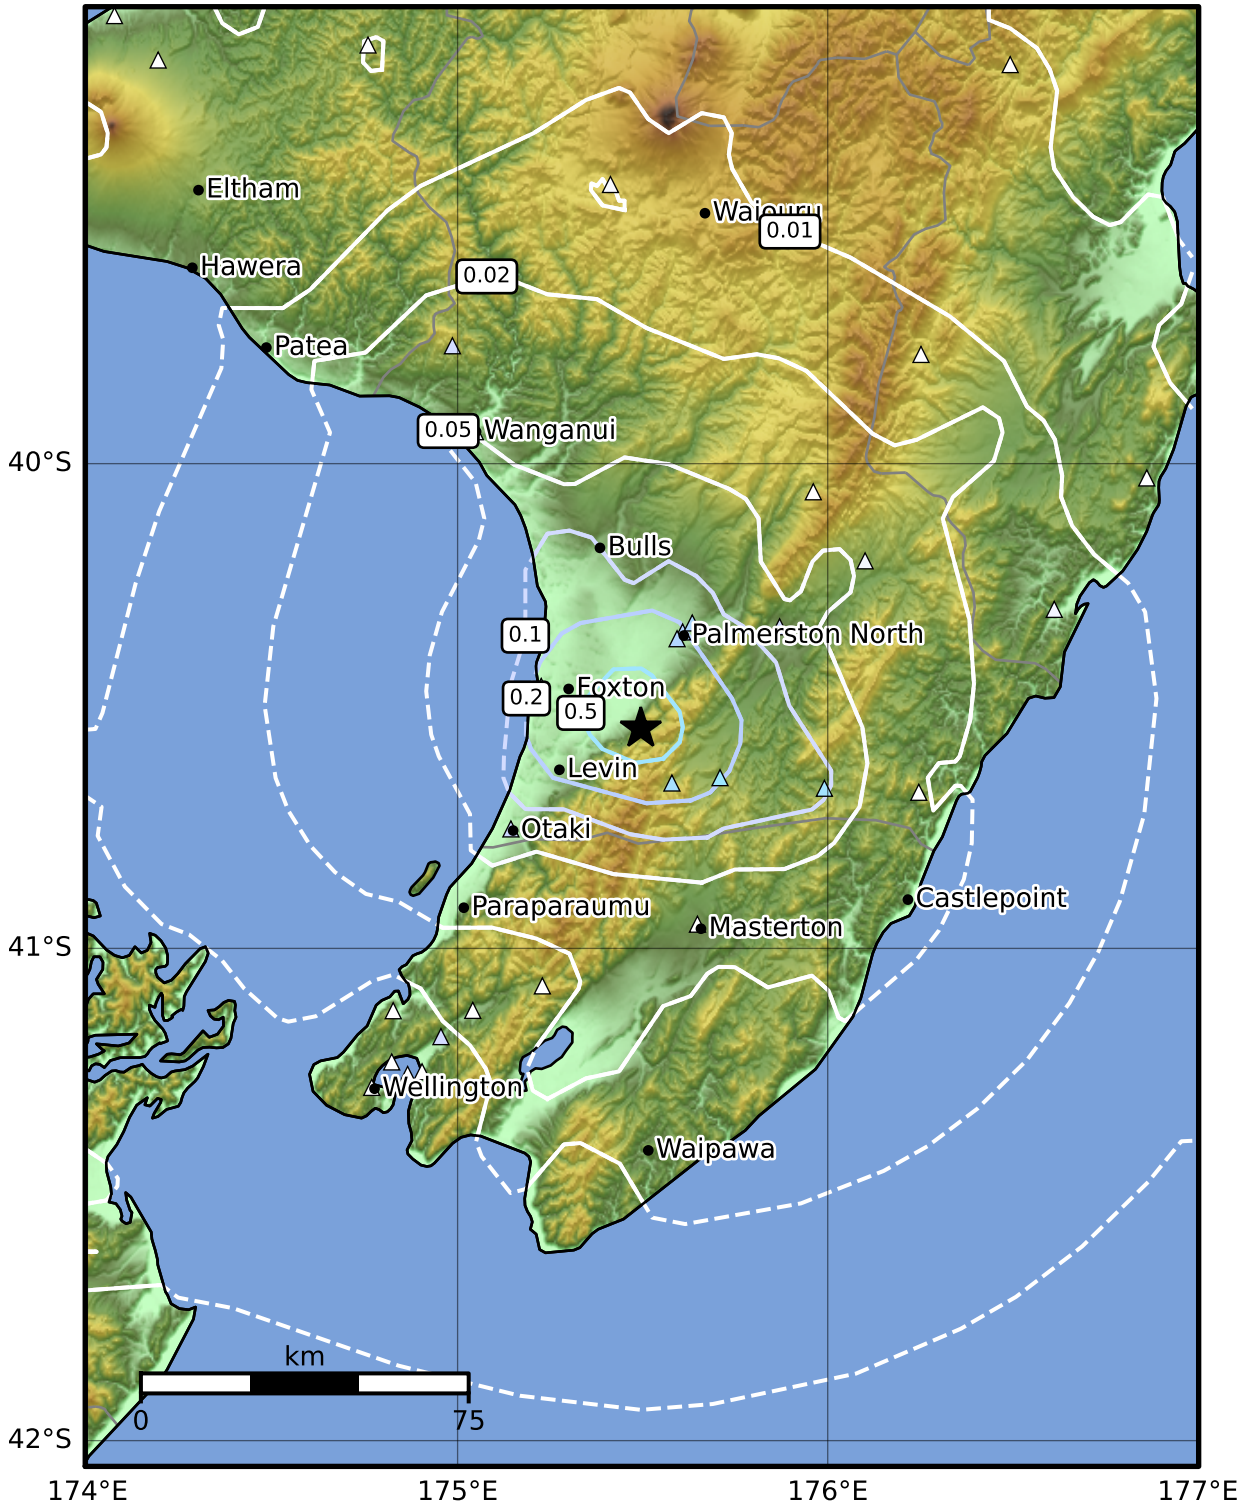 Eltham
Waiouru
0.01
Hawera
0.02
Patea
0.05
Wanganui
40°S
Bulls
0.1
Palmerston North
Foxton
0.2
0.5
Levin
Otaki
Castlepoint
Paraparaumu
Masterton
41°S
Wellington
Waipawa
km
0
75
42°S
174°E
175°E
176°E
177°E